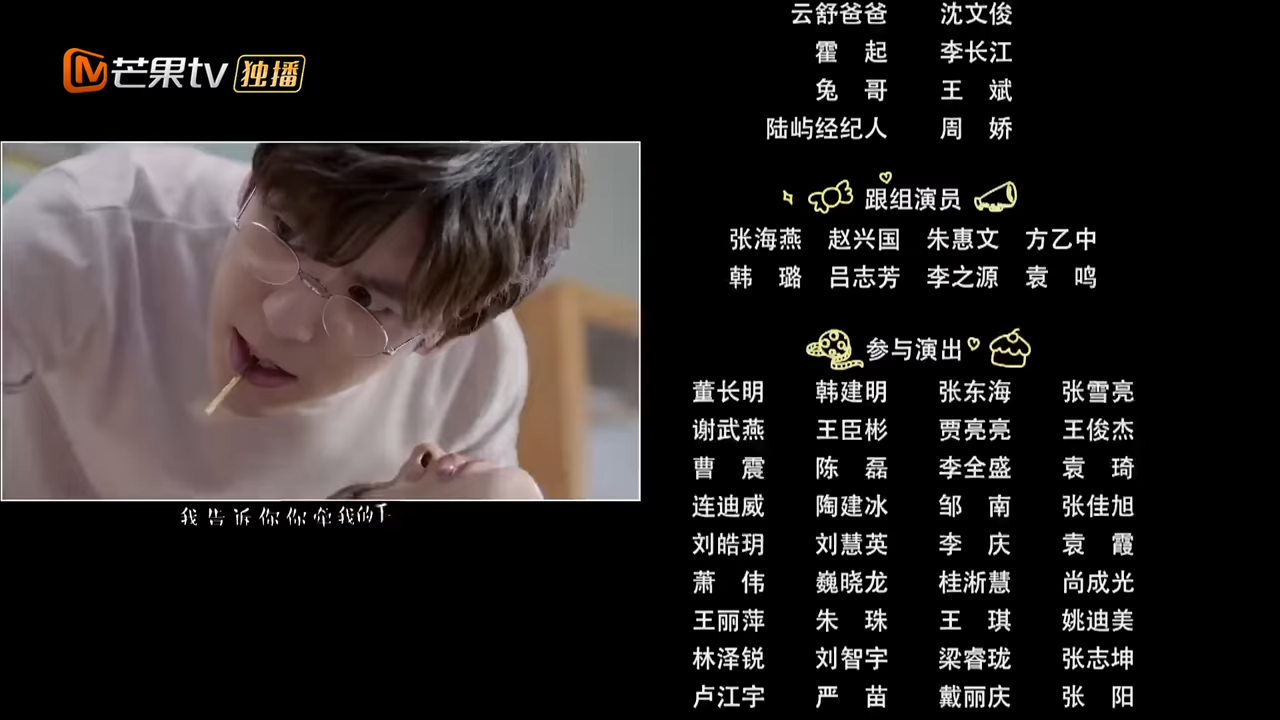 芒果tv 独播
云舒爸爸 沈文俊
霍 起 李长江
兔 哥 王 斌
陆屿经纪人 周 娇
跟组演员
张海燕 赵兴国 朱惠文 方乙中
韩 璐 吕志芳 李之源 袁 鸣
参与演出
董长明 韩建明 张东海 张雪亮
谢武燕 王臣彬 贾亮亮 王俊杰
曹 震 陈 磊 李全盛 袁 琦
连迪威 陶建冰 邹 南 张佳旭
刘皓玥 刘慧英 李 庆 袁 霞
萧 伟 巍晓龙 桂淅慧 尚成光
王丽萍 朱 珠 王 琪 姚迪美
林泽锐 刘智宇 梁睿珑 张志坤
卢江宇 严 苗 戴丽庆 张 阳
我告诉你你牵我的